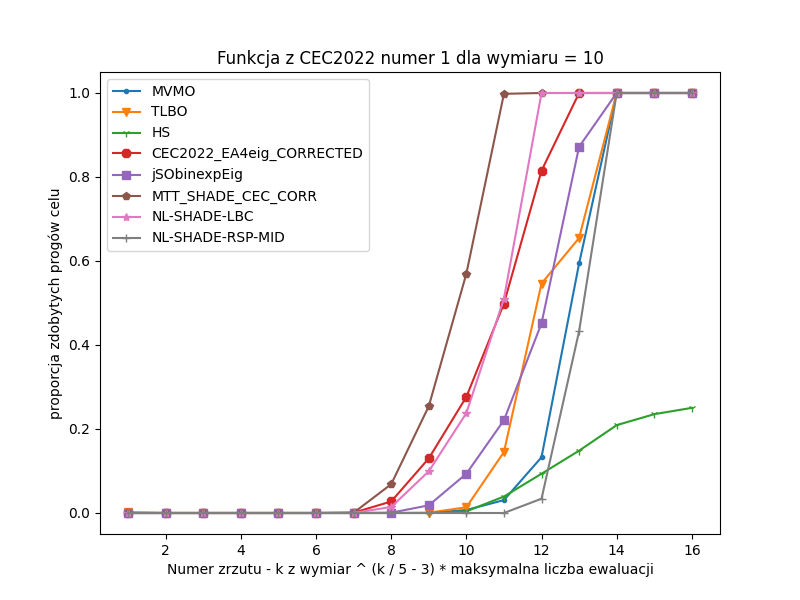 Funkcja z CEC2022 numer 1 dla wymiaru = 10
MVMO
TLBO
HS
CEC2022_EA4eig_CORRECTED
jSObinexpEig
MTT_SHADE_CEC_CORR
NL-SHADE-LBC
NL-SHADE-RSP-MID
proporcja zdobytych progów celu
1.0
0.8
0.6
0.4
0.2
0.0
2 4 6 8 10 12 14 16
Numer zrzutu - k z wymiar ^ (k / 5 - 3) * maksymalna liczba ewaluacji